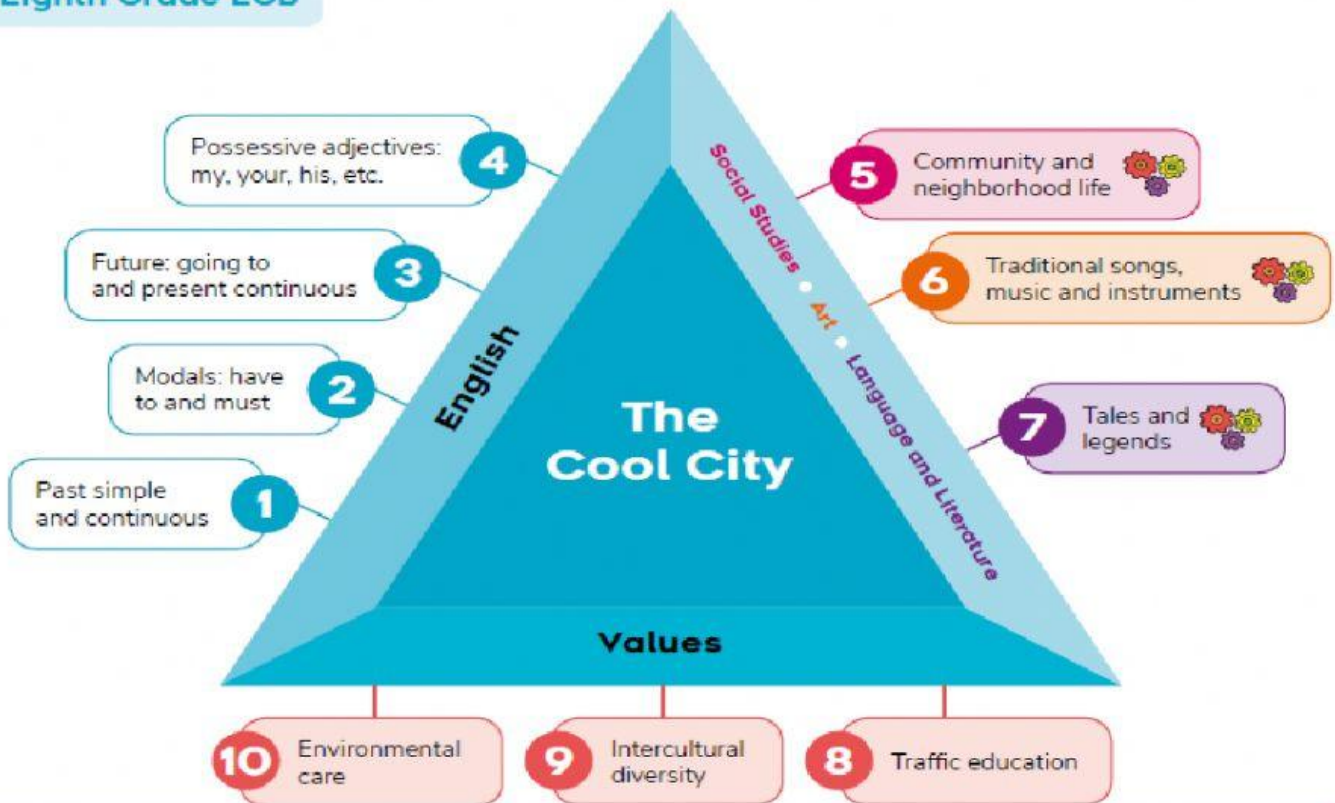 Eighth Grade EGB
4
Possessive adjectives:
my, your, his, etc.
3
Future: going to
and present continuous
2
Modals: have
to and must
1
Past simple
and continuous
English
The
Cool City
Social Studies • Art • Language and Literature
5
Community and
neighborhood life
6
Traditional songs,
music and instruments
7
Tales and
legends
Values
10
Environmental
care
9
Intercultural
diversity
8
Traffic education